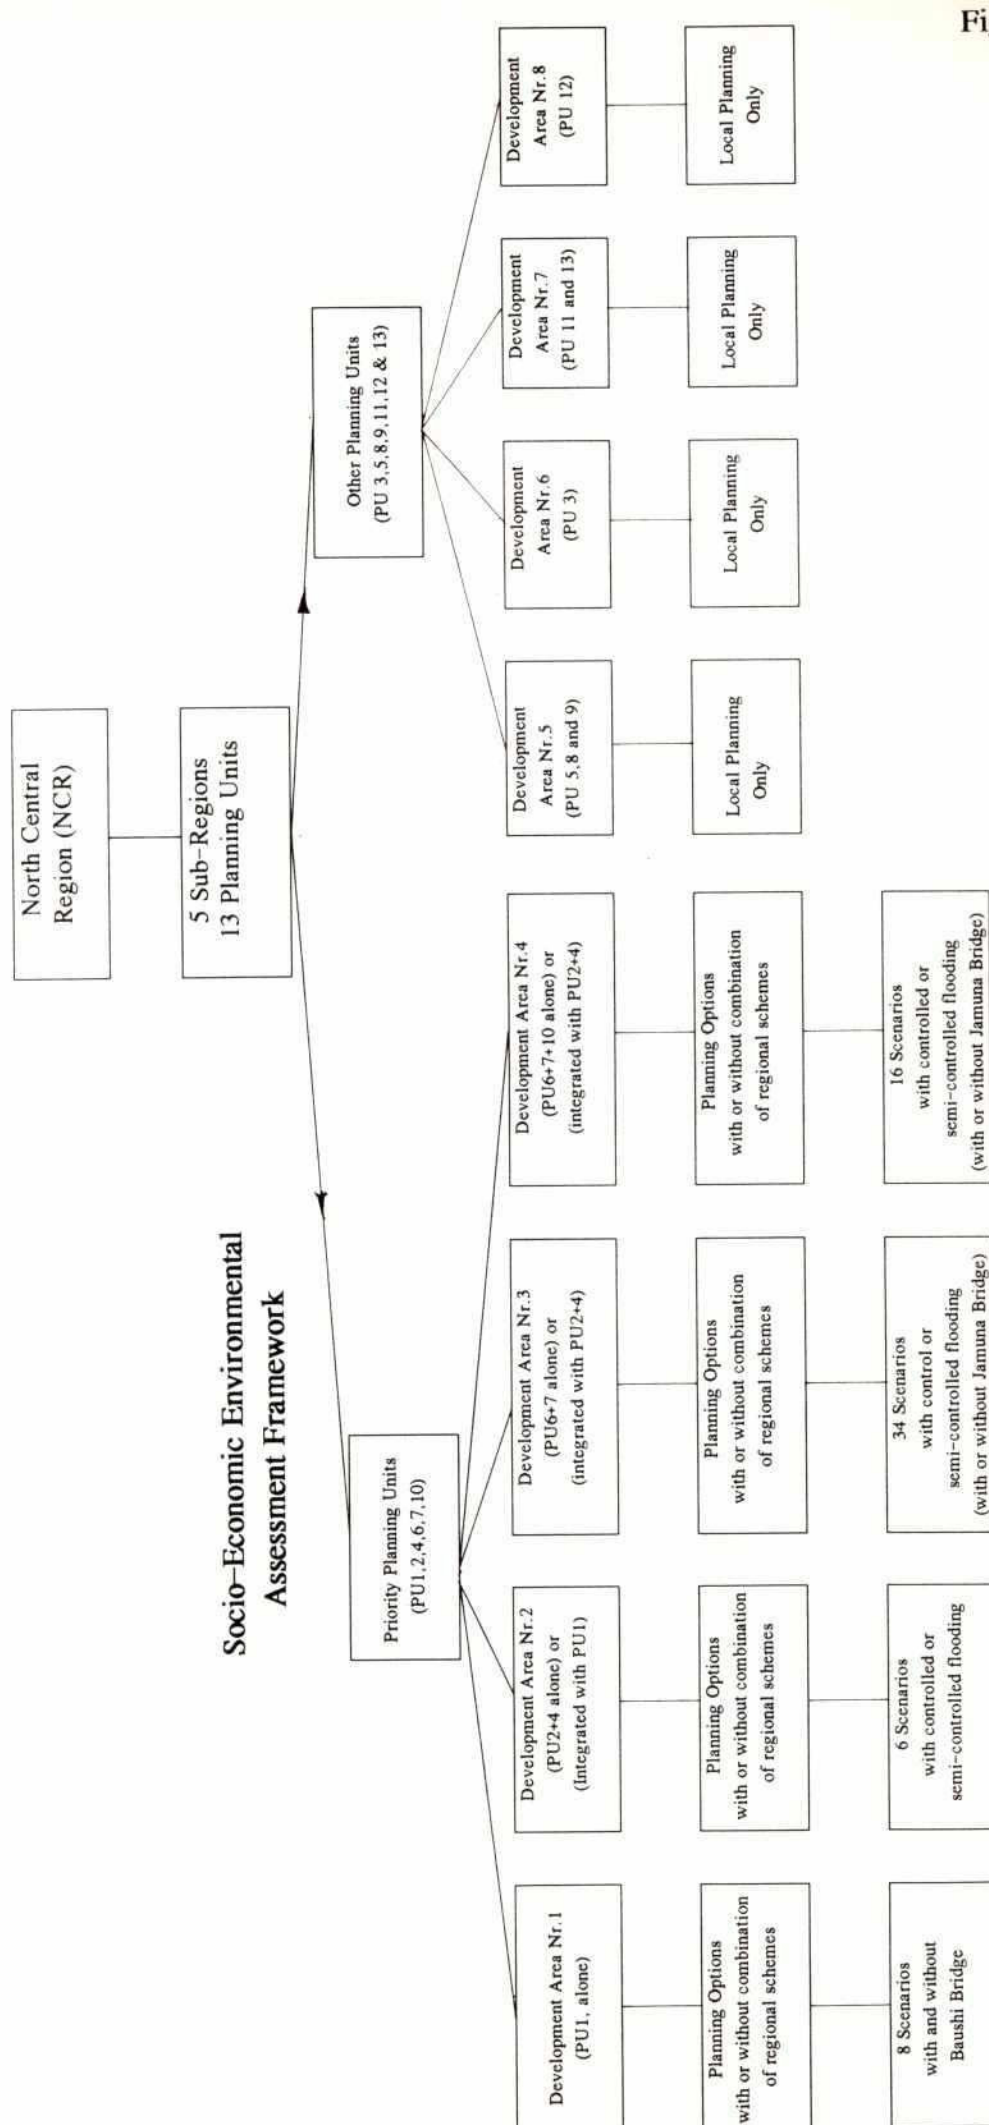 Fi
North Central
Region (NCR)
5 Sub-Regions
13 Planning Units
Socio-Economic Environmental
Assessment Framework
Priority Planning Units
(PU1,2,4,6,7,10)
Other Planning Units
(PU 3,5,8,9,11,12 & 13)
Development Area Nr.1
(PU1, alone)
Development Area Nr.2
(PU2+4 alone) or
(Integrated with PU1)
Development Area Nr.3
(PU6+7 alone) or
(integrated with PU2+4)
Development Area Nr.4
(PU6+7+10 alone) or
(integrated with PU2+4)
Development
Area Nr.5
(PU 5,8 and 9)
Development
Area Nr.6
(PU 3)
Development
Area Nr.7
(PU 11 and 13)
Development
Area Nr.8
(PU 12)
Planning Options
with or without combination
of regional schemes
Planning Options
with or without combination
of regional schemes
Planning Options
with or without combination
of regional schemes
Planning Options
with or without combination
of regional schemes
Local Planning
Only
Local Planning
Only
Local Planning
Only
Local Planning
Only
8 Scenarios
with and without
Baushi Bridge
6 Scenarios
with controlled or
semi-controlled flooding
34 Scenarios
with control or
semi-controlled flooding
(with or without Jamuna Bridge)
16 Scenarios
with controlled or
semi-controlled flooding
(with or without Jamuna Bridge)